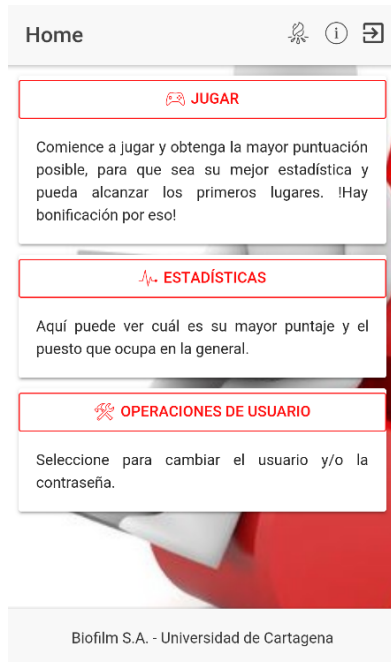 Home
JUGAR
Comience a jugar y obtenga la mayor puntuación
posible, para que sea su mejor estadística y
pueda alcanzar los primeros lugares. !Hay
bonificación por eso!
ESTADÍSTICAS
Aquí puede ver cuál es su mayor puntaje y el
puesto que ocupa en la general.
OPERACIONES DE USUARIO
Seleccione para cambiar el usuario y/o la
contraseña.
Biofilm S.A. - Universidad de Cartagena